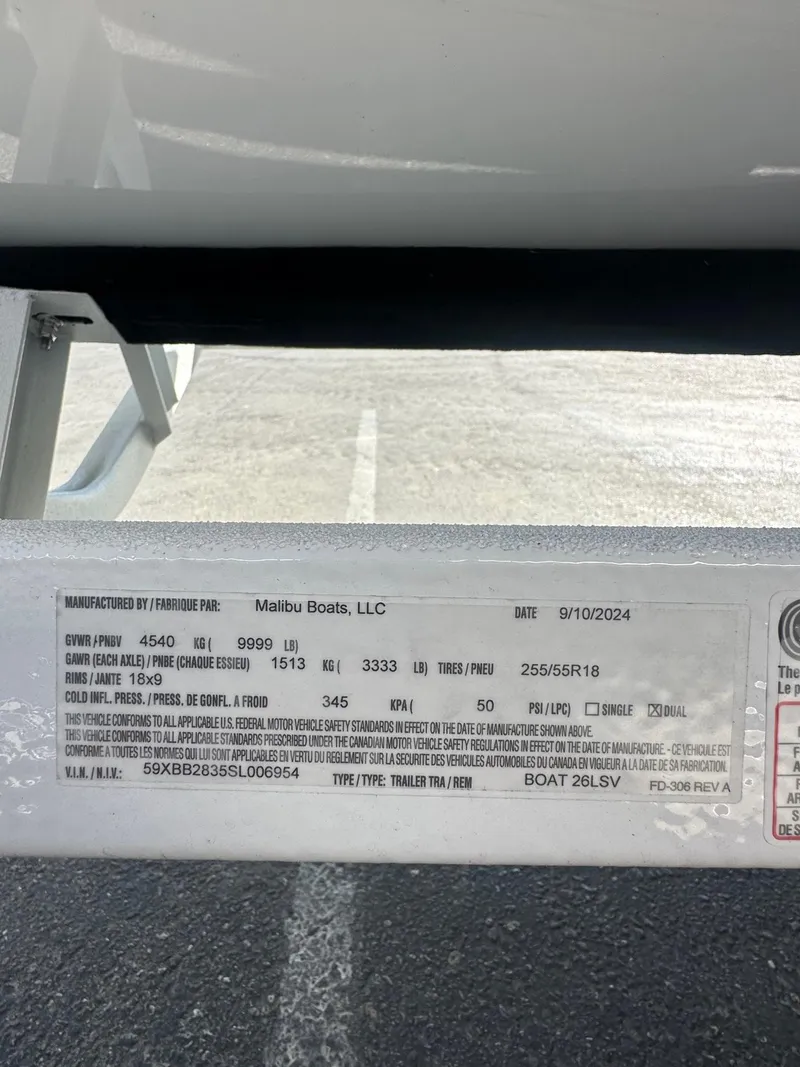 MANUFACTURED BY / FABRIQUE PAR: Malibu Boats, LLC DATE 9/10/2024
GVWR / PNBV 4540 KG ( 9999 LB)
GAWR (EACH AXLE) / PNBE (CHAQUE ESSIEU) 1513 KG ( 3333 LB) TIRES / PNEU 255/55R18
RIMS / JANTE 18x9
COLD INFL. PRESS. / PRESS. DE GONFL. A FROID 345 KPA ( 50 PSI / LPC) SINGLE DUAL
THIS VEHICLE CONFORMS TO ALL APPLICABLE U.S. FEDERAL MOTOR VEHICLE SAFETY STANDARDS IN EFFECT ON THE DATE OF MANUFACTURE SHOWN ABOVE.
THIS VEHICLE CONFORMS TO ALL APPLICABLE STANDARDS PRESCRIBED UNDER THE CANADIAN MOTOR VEHICLE SAFETY REGULATIONS IN EFFECT ON THE DATE OF MANUFACTURE. - CE VEHICULE EST
CONFORME A TOUTES LES NORMES QUI LUI SONT APPLICABLES EN VERTU DU REGLEMENT SUR LA SECURITE DES VEHICULES AUTOMOBILES DU CANADA EN VIGUEUR A LA DATE DE SA FABRICATION.
V.I.N. / N.I.V.: 59XBB2835SL006954 TYPE / TYPE: TRAILER TRA / REM BOAT 26LSV FD-306 REV A
The
Le p
F
A
F
AR
S
DES